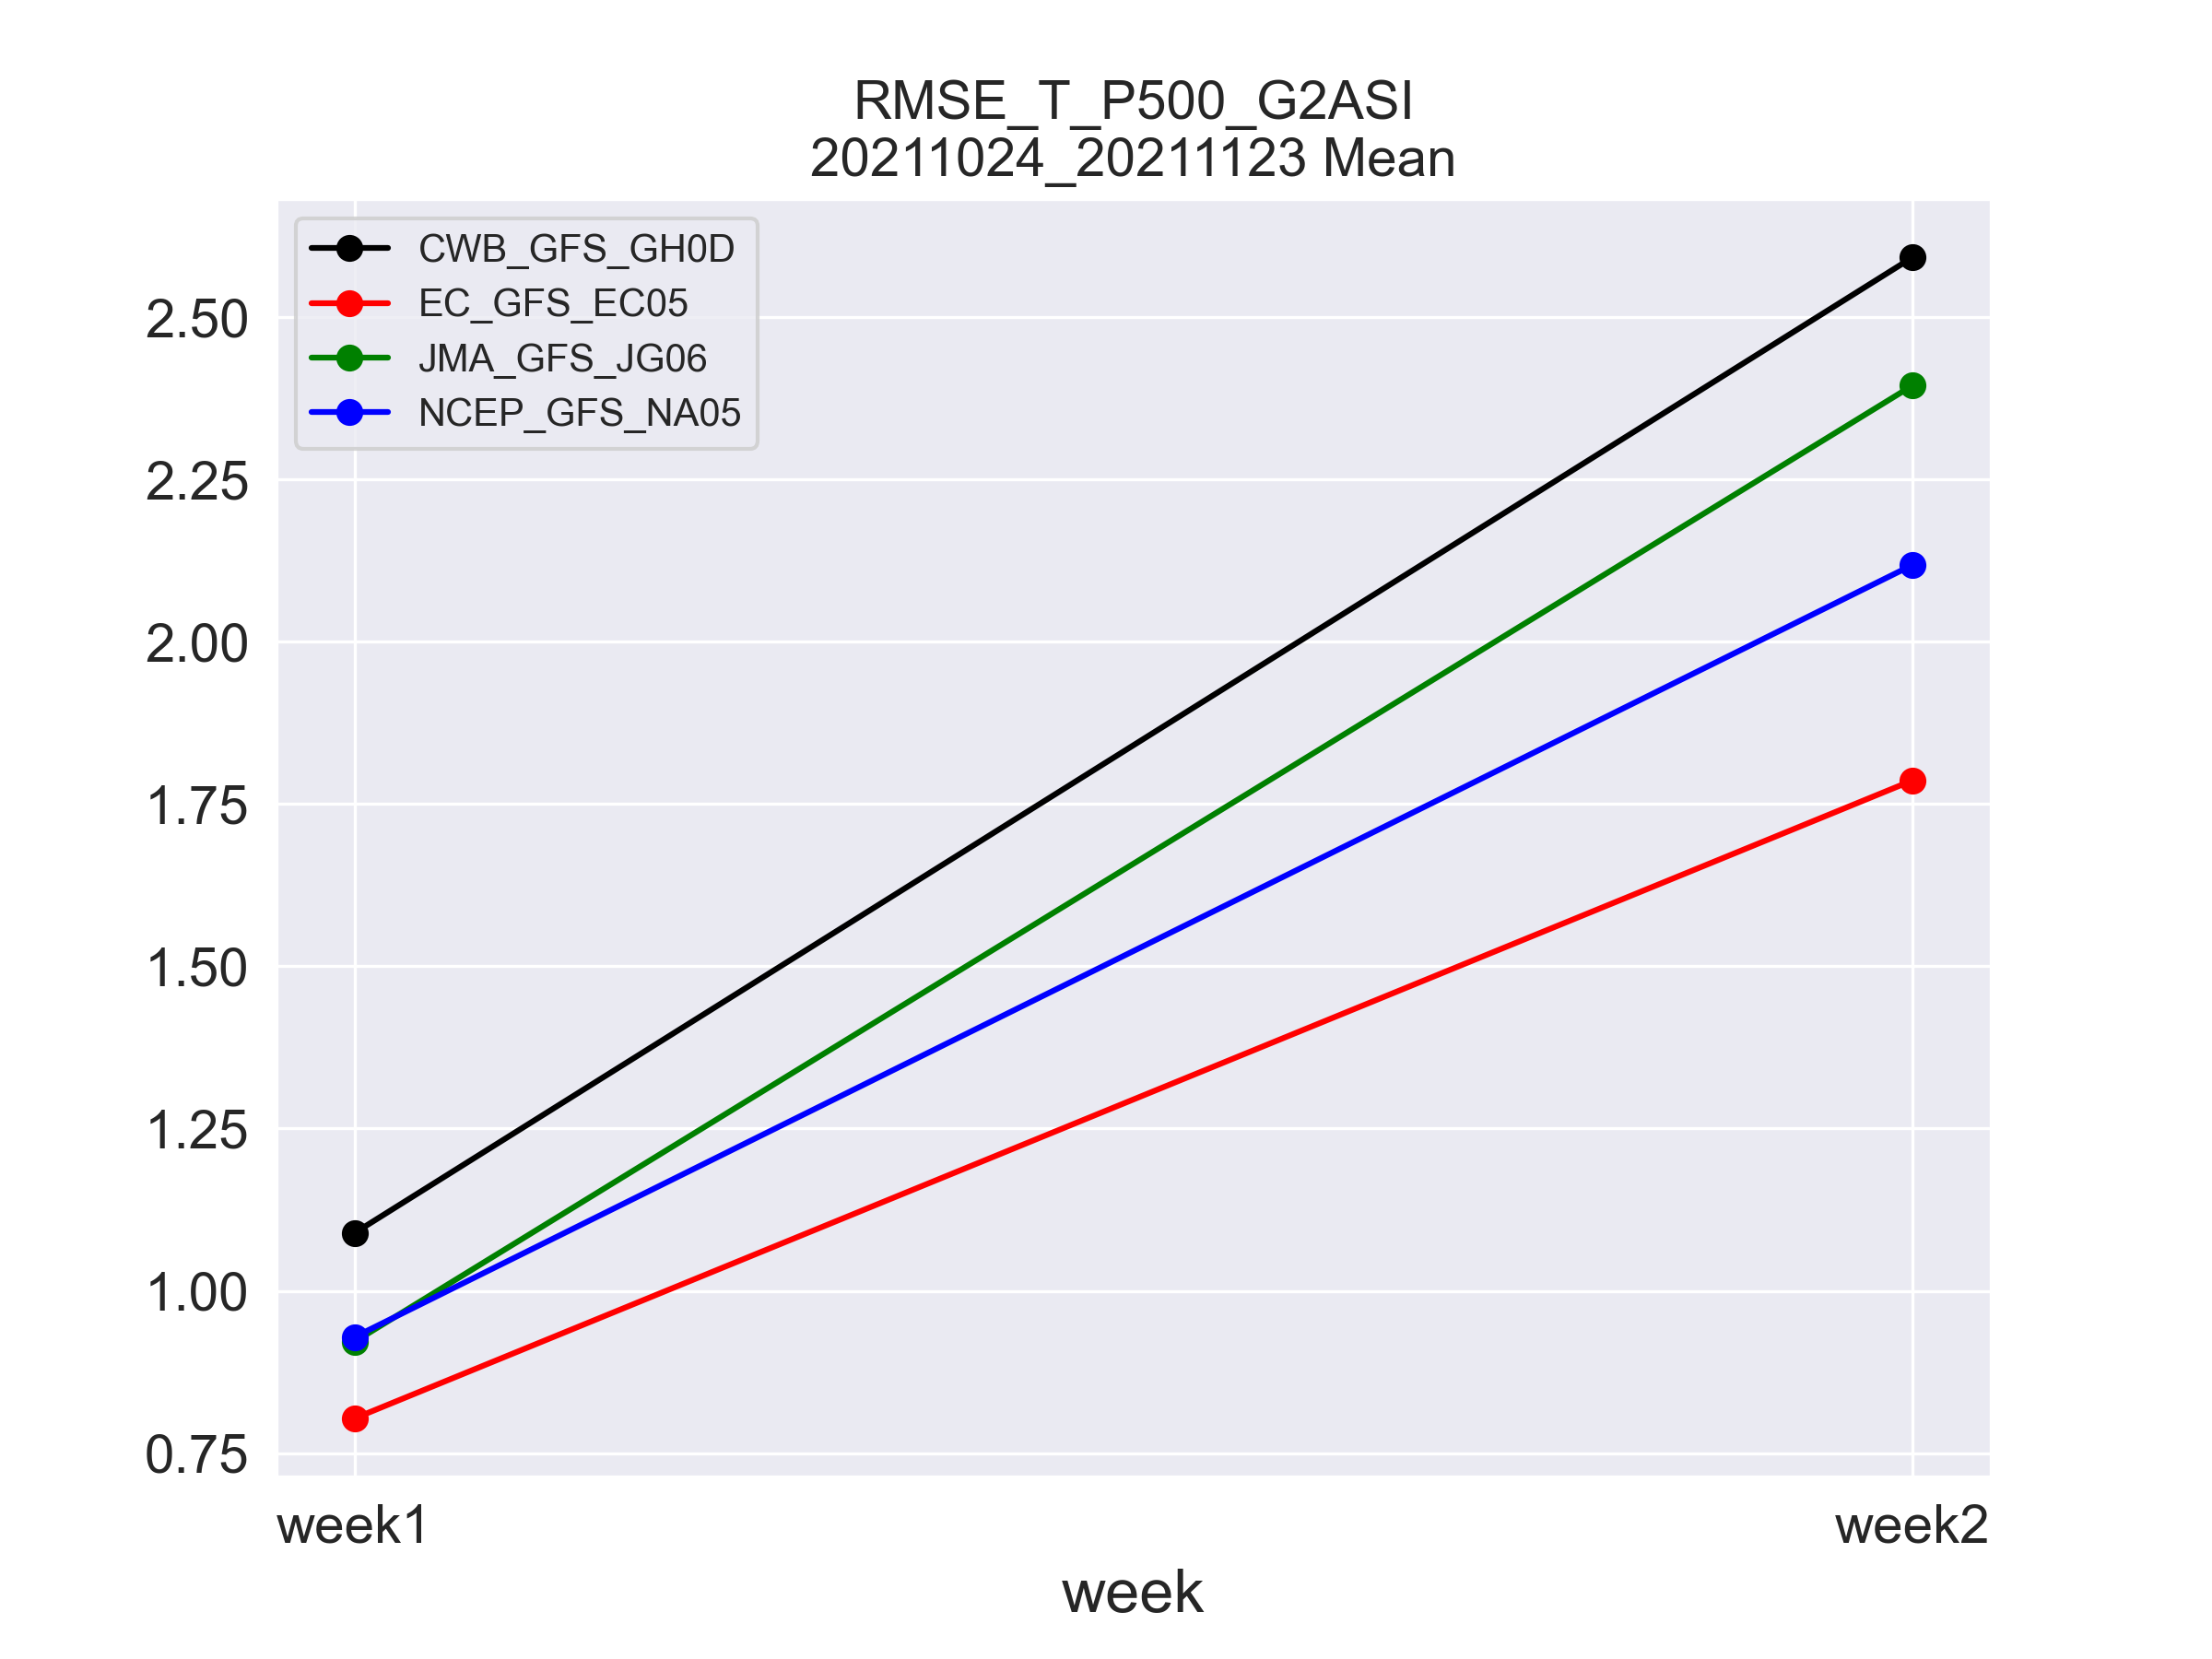 RMSE_T_P500_G2ASI
20211024_20211123 Mean
CWB_GFS_GH0D
EC_GFS_EC05
JMA_GFS_JG06
NCEP_GFS_NA05
2.50
2.25
2.00
1.75
1.50
1.25
1.00
0.75
week1
week2
week